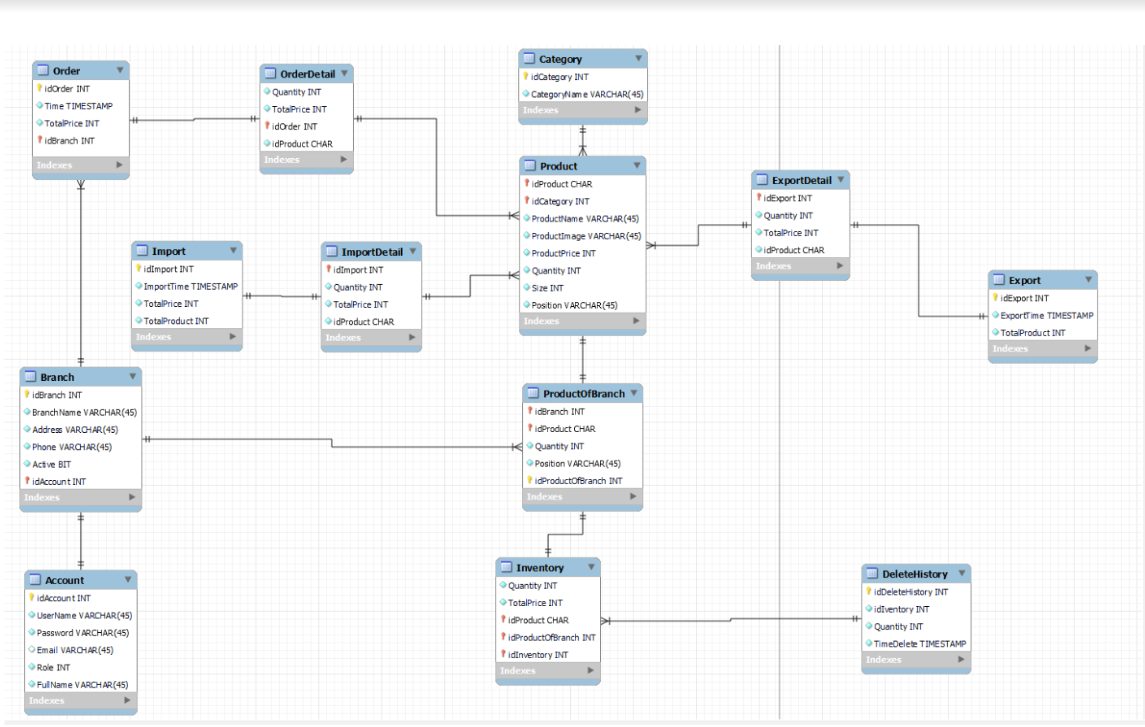 Order
idOrder INT
Time TIMESTAMP
TotalPrice INT
idBranch INT
Indexes
OrderDetail
Quantity INT
TotalPrice INT
idOrder INT
idProduct CHAR
Indexes
Category
idCategory INT
CategoryName VARCHAR(45)
Indexes
Product
idProduct CHAR
idCategory INT
ProductName VARCHAR(45)
ProductImage VARCHAR(45)
ProductPrice INT
Quantity INT
Size INT
Position VARCHAR(45)
Indexes
ExportDetail
idExport INT
Quantity INT
TotalPrice INT
idProduct CHAR
Indexes
Import
idImport INT
ImportTime TIMESTAMP
TotalPrice INT
TotalProduct INT
Indexes
ImportDetail
idImport INT
Quantity INT
TotalPrice INT
idProduct CHAR
Indexes
Export
idExport INT
ExportTime TIMESTAMP
TotalProduct INT
Indexes
Branch
idBranch INT
BranchName VARCHAR(45)
Address VARCHAR(45)
Phone VARCHAR(45)
Active BIT
idAccount INT
Indexes
ProductOfBranch
idBranch INT
idProduct CHAR
Quantity INT
Position VARCHAR(45)
idProductOfBranch INT
Indexes
Account
idAccount INT
UserName VARCHAR(45)
Password VARCHAR(45)
Email VARCHAR(45)
Role INT
FullName VARCHAR(45)
Indexes
Inventory
Quantity INT
TotalPrice INT
idProduct CHAR
idProductOfBranch INT
idInventory INT
Indexes
DeleteHistory
idDeleteHistory INT
idIventory INT
Quantity INT
TimeDelete TIMESTAMP
Indexes